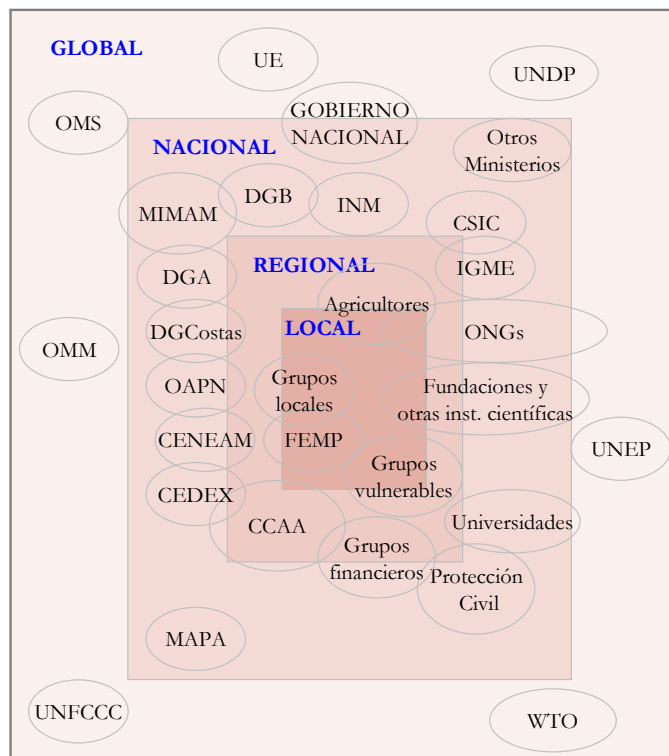 GLOBAL
UE
UNDP
OMS
GOBIERNO
NACIONAL
NACIONAL
Otros
Ministerios
MIMAM
DGB
INM
CSIC
REGIONAL
IGME
DGA
Agricultores
LOCAL
DGCostas
ONGs
OMM
OAPN
Grupos
locales
Fundaciones y
otras inst. científicas
CENEAM
FEMP
UNEP
Grupos
vulnerables
CEDEX
CCAA
Universidades
Grupos
financieros
Protección
Civil
MAPA
UNFCCC
WTO